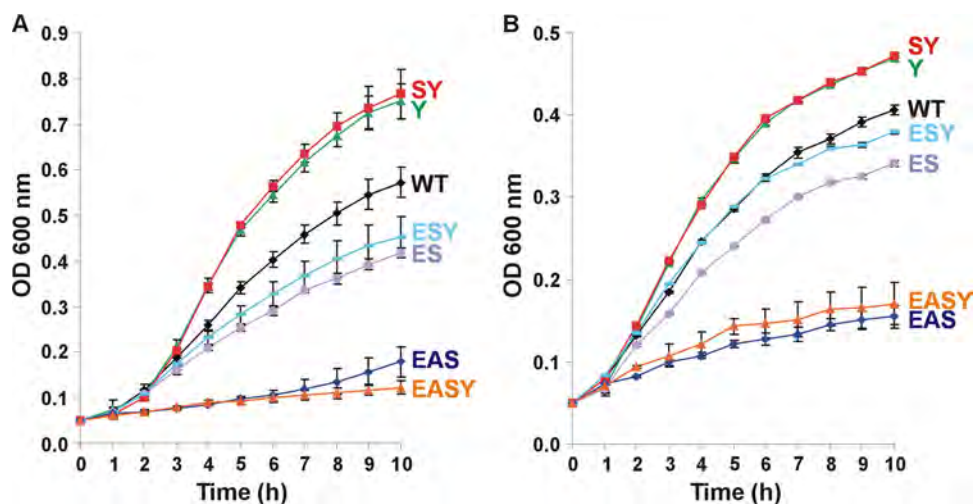 A
OD 600 nm
0.9
0.8
0.7
0.6
0.5
0.4
0.3
0.2
0.1
0.0
SY
Y
WT
ESY
ES
EAS
EASY
0 1 2 3 4 5 6 7 8 9 10
Time (h)
B
OD 600 nm
0.5
0.4
0.3
0.2
0.1
0.0
SY
Y
WT
ESY
ES
EASY
EAS
0 1 2 3 4 5 6 7 8 9 10
Time (h)